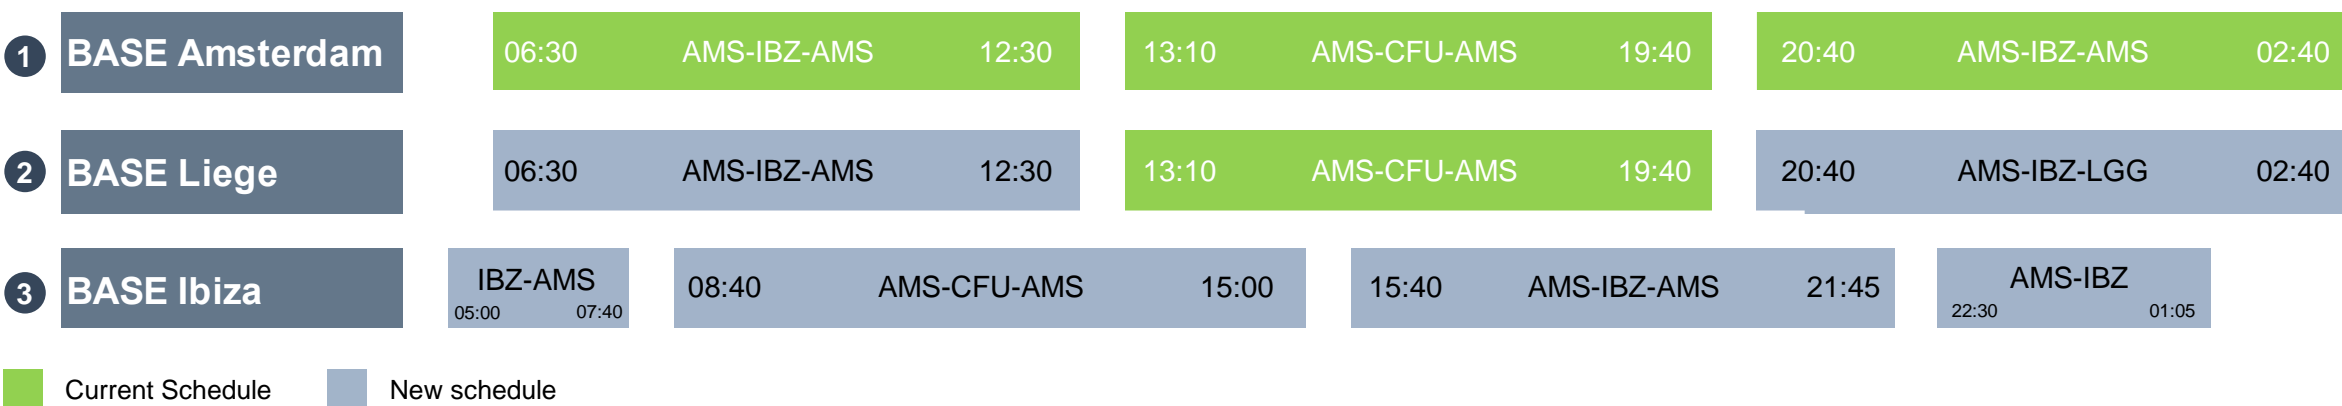 1 BASE Amsterdam 06:30 AMS-IBZ-AMS 12:30 13:10 AMS-CFU-AMS 19:40 20:40 AMS-IBZ-AMS 02:40
2 BASE Liege 06:30 AMS-IBZ-AMS 12:30 13:10 AMS-CFU-AMS 19:40 20:40 AMS-IBZ-LGG 02:40
3 BASE Ibiza IBZ-AMS 05:00 07:40 08:40 AMS-CFU-AMS 15:00 15:40 AMS-IBZ-AMS 21:45 AMS-IBZ 22:30 01:05
Current Schedule New schedule